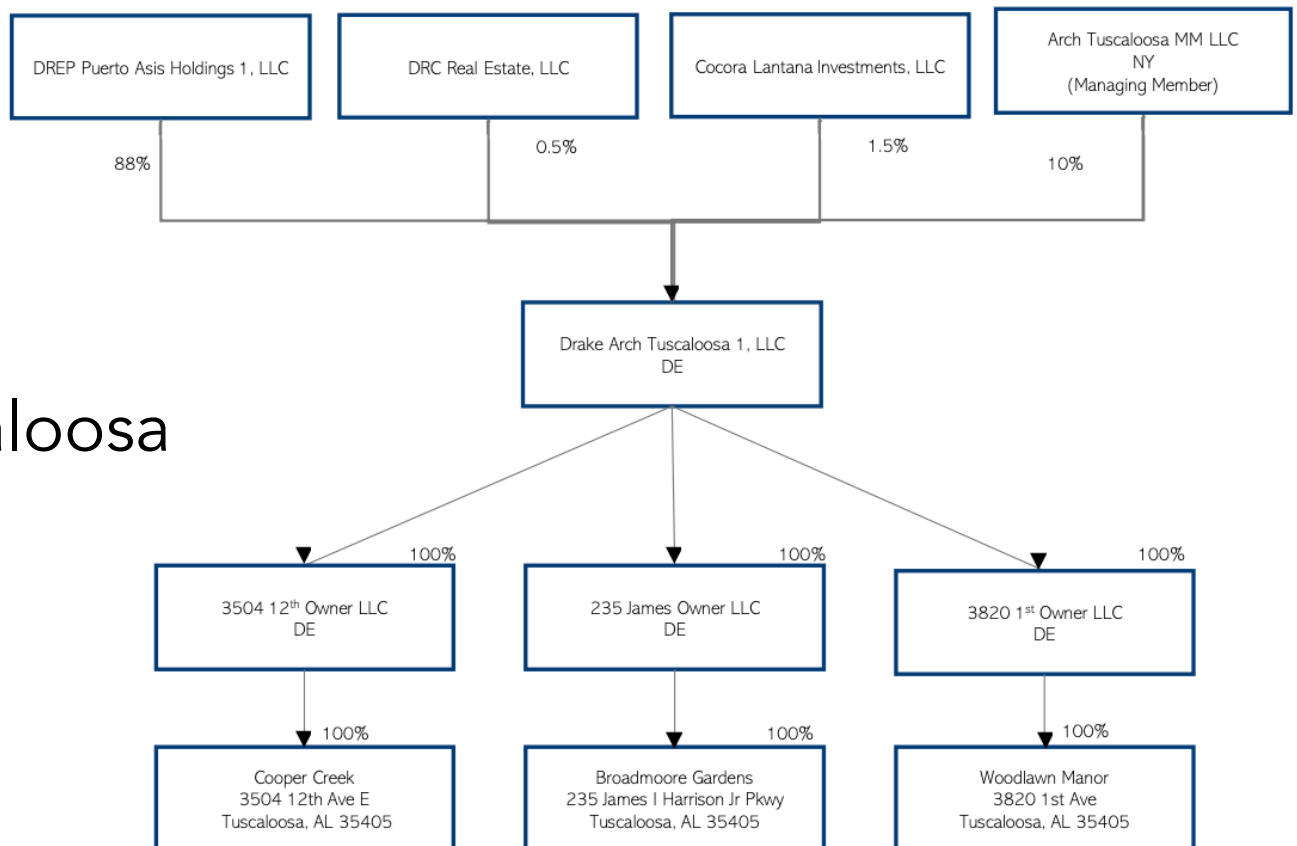 DREP Puerto Asis Holdings 1, LLC
DRC Real Estate, LLC
Cocora Lantana Investments, LLC
Arch Tuscaloosa MM LLC
NY
(Managing Member)
88%
0.5%
1.5%
10%
Drake Arch Tuscaloosa 1, LLC
DE
aloosa
100%
100%
100%
3504 12th Owner LLC
DE
235 James Owner LLC
DE
3820 1st Owner LLC
DE
100%
100%
100%
Cooper Creek
3504 12th Ave E
Tuscaloosa, AL 35405
Broadmoore Gardens
235 James I Harrison Jr Pkwy
Tuscaloosa, AL 35405
Woodlawn Manor
3820 1st Ave
Tuscaloosa, AL 35405